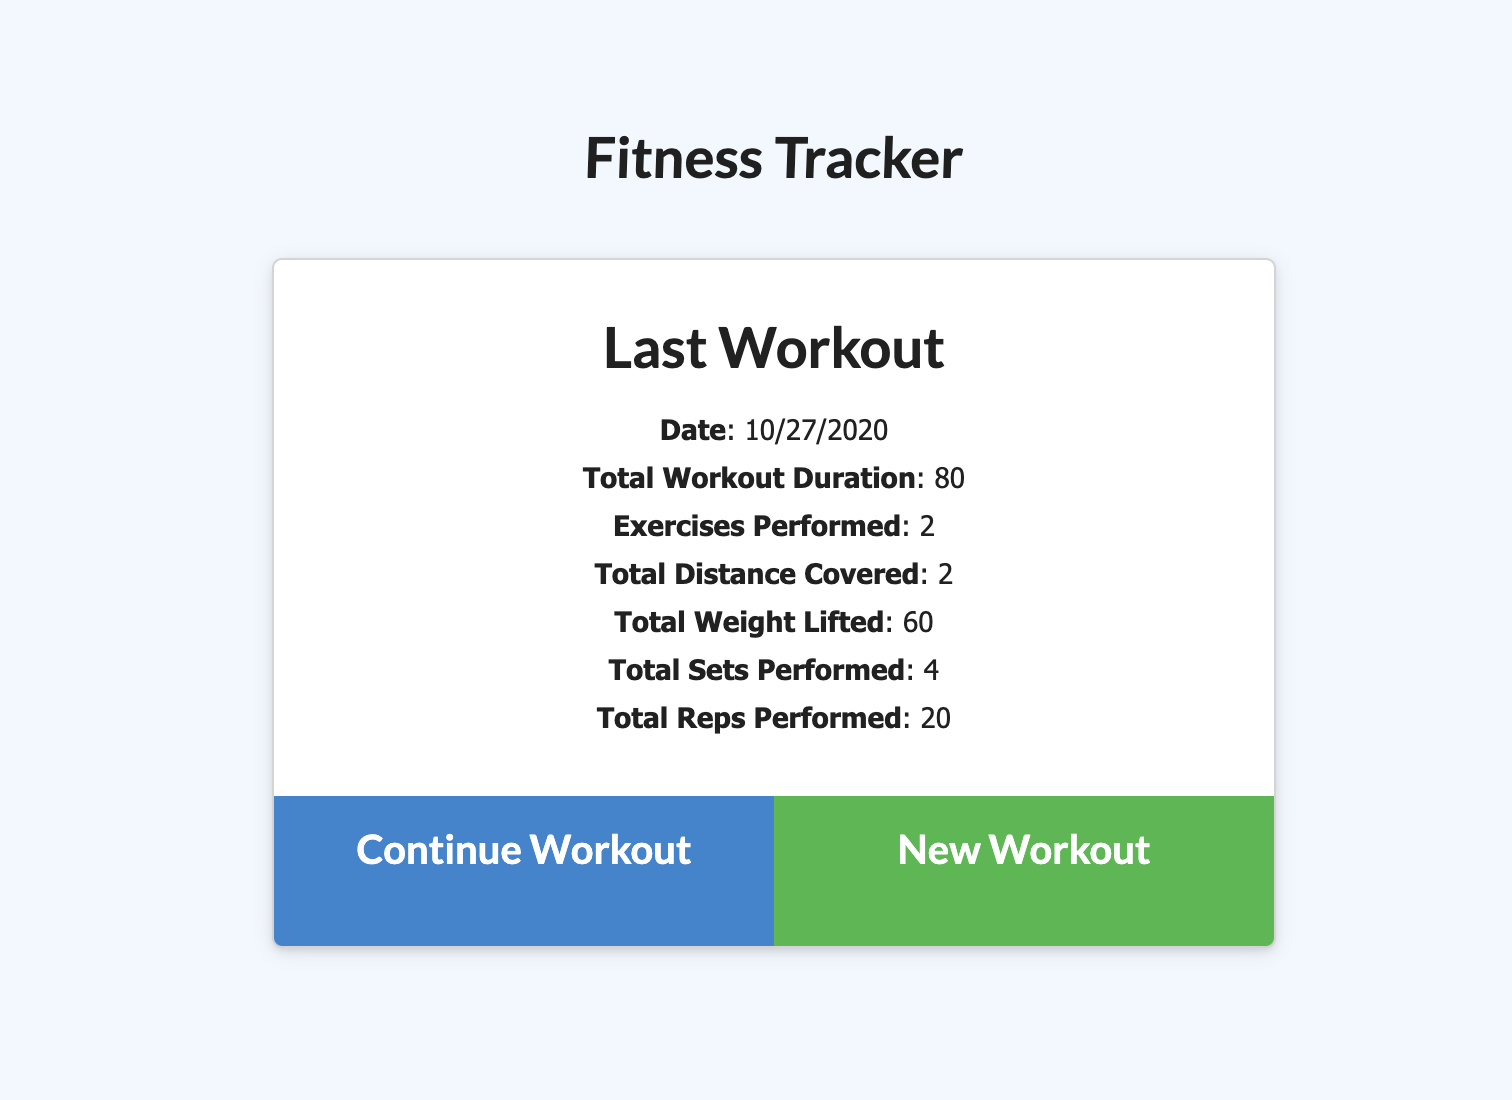 Fitness Tracker
Last Workout
Date: 10/27/2020
Total Workout Duration: 80
Exercises Performed: 2
Total Distance Covered: 2
Total Weight Lifted: 60
Total Sets Performed: 4
Total Reps Performed: 20
Continue Workout
New Workout